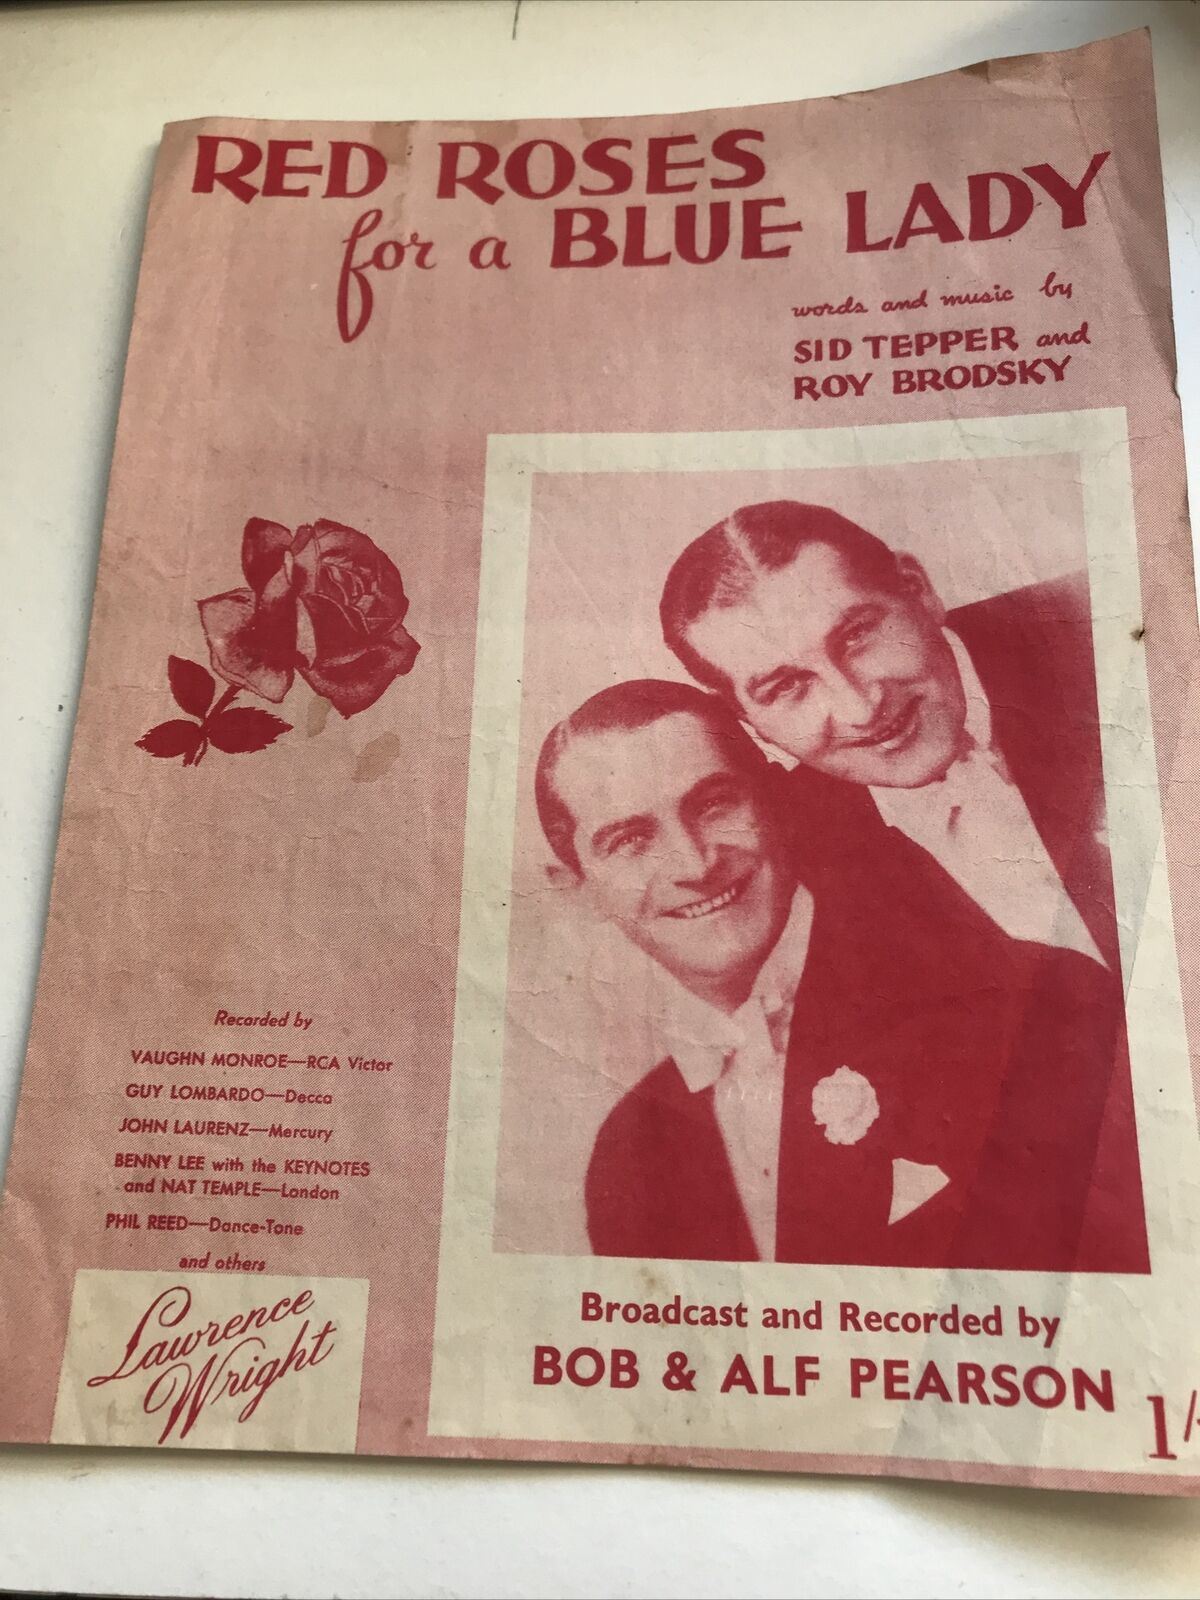 RED ROSES
for a BLUE LADY
words and music by
SID TEPPER and
ROY BRODSKY
Recorded by
VAUGHN MONROE—RCA Victor
GUY LOMBARDO—Decca
JOHN LAURENZ—Mercury
BENNY LEE with the KEYNOTES
and NAT TEMPLE—London
PHIL REED—Dance-Tone
and others
Lawrence
Wright
Broadcast and Recorded by
BOB & ALF PEARSON
1/-